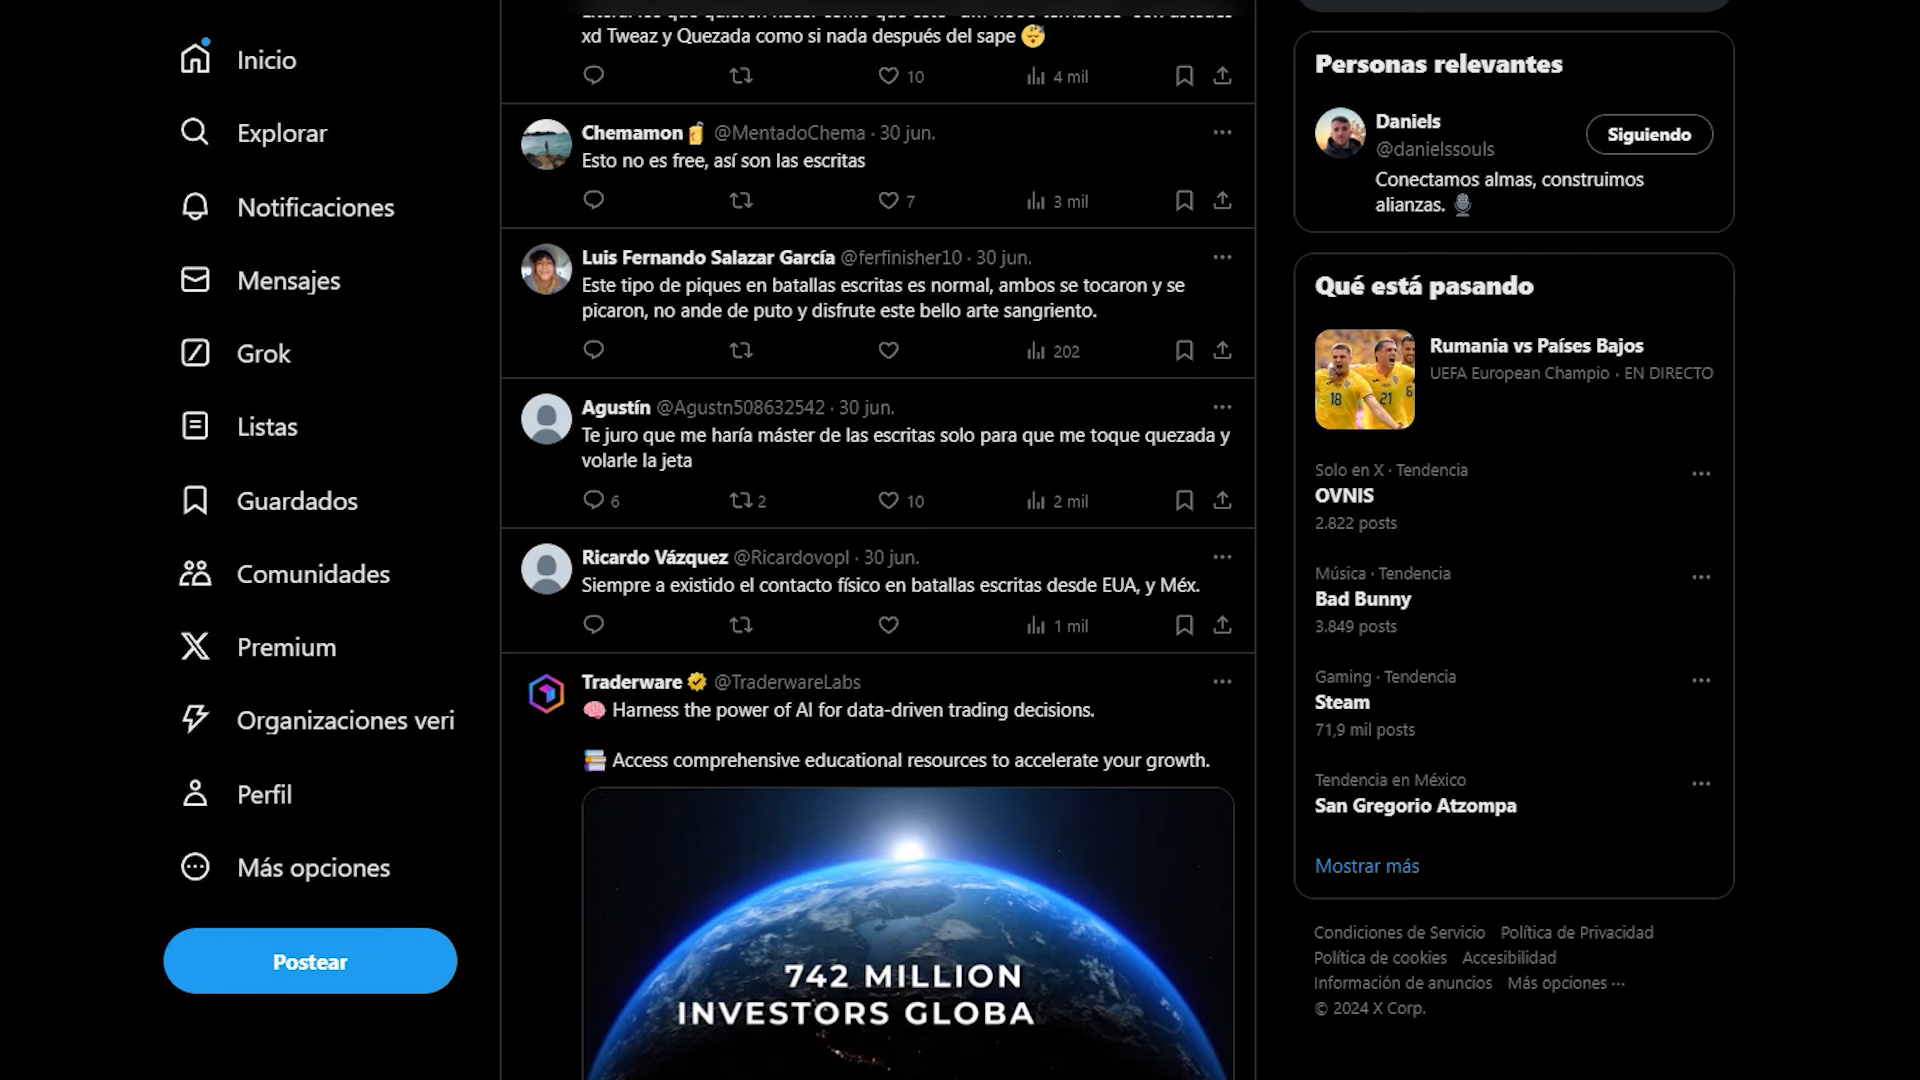 Inicio
Explorar
Notificaciones
Mensajes
Grok
Listas
Guardados
Comunidades
Premium
Organizaciones veri
Perfil
Más opciones
Postear
xd Tweaz y Quezada como si nada después del sape 😴
10
4 mil
Chemamon🧃 @MentadoChema · 30 jun.
Esto no es free, así son las escritas
7
3 mil
Luis Fernando Salazar García @ferfinisher10 · 30 jun.
Este tipo de piques en batallas escritas es normal, ambos se tocaron y se
picaron, no ande de puto y disfrute este bello arte sangriento.
202
Agustín @Agustn508632542 · 30 jun.
Te juro que me haría máster de las escritas solo para que me toque quezada y
volarle la jeta
6
2
10
2 mil
Ricardo Vázquez @Ricardovopl · 30 jun.
Siempre a existido el contacto físico en batallas escritas desde EUA, y Méx.
1 mil
Traderware @TraderwareLabs
🧠 Harness the power of AI for data-driven trading decisions.
📚 Access comprehensive educational resources to accelerate your growth.
742 MILLION
INVESTORS GLOBA
Personas relevantes
Daniels
@danielssouls
Siguiendo
Conectamos almas, construimos
alianzas. 🎙️
Qué está pasando
Rumania vs Países Bajos
UEFA European Champio · EN DIRECTO
18
21
6
Solo en X · Tendencia
OVNIS
2.822 posts
Música · Tendencia
Bad Bunny
3.849 posts
Gaming · Tendencia
Steam
71,9 mil posts
Tendencia en México
San Gregorio Atzompa
Mostrar más
Condiciones de Servicio Política de Privacidad
Política de cookies Accesibilidad
Información de anuncios Más opciones ···
© 2024 X Corp.